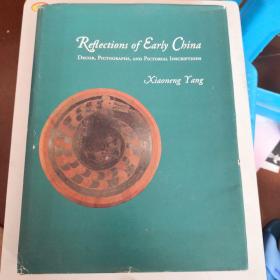 Reflections of Early China
Decor, Pictographs, and Pictorial Inscriptions
Xiaoneng Yang